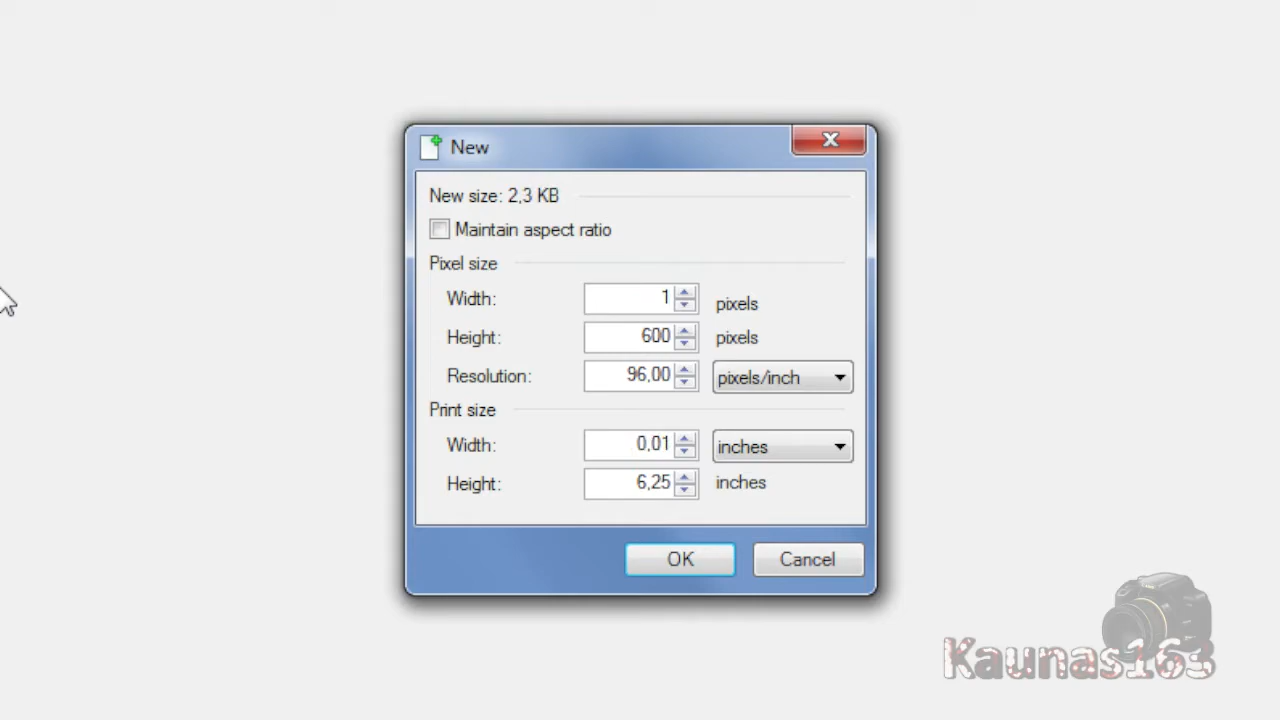 New
New size: 2,3 KB
Maintain aspect ratio
Pixel size
Width: 1 pixels
Height: 600 pixels
Resolution: 96,00 pixels/inch
Print size
Width: 0,01 inches
Height: 6,25 inches
OK Cancel
Kaunas163